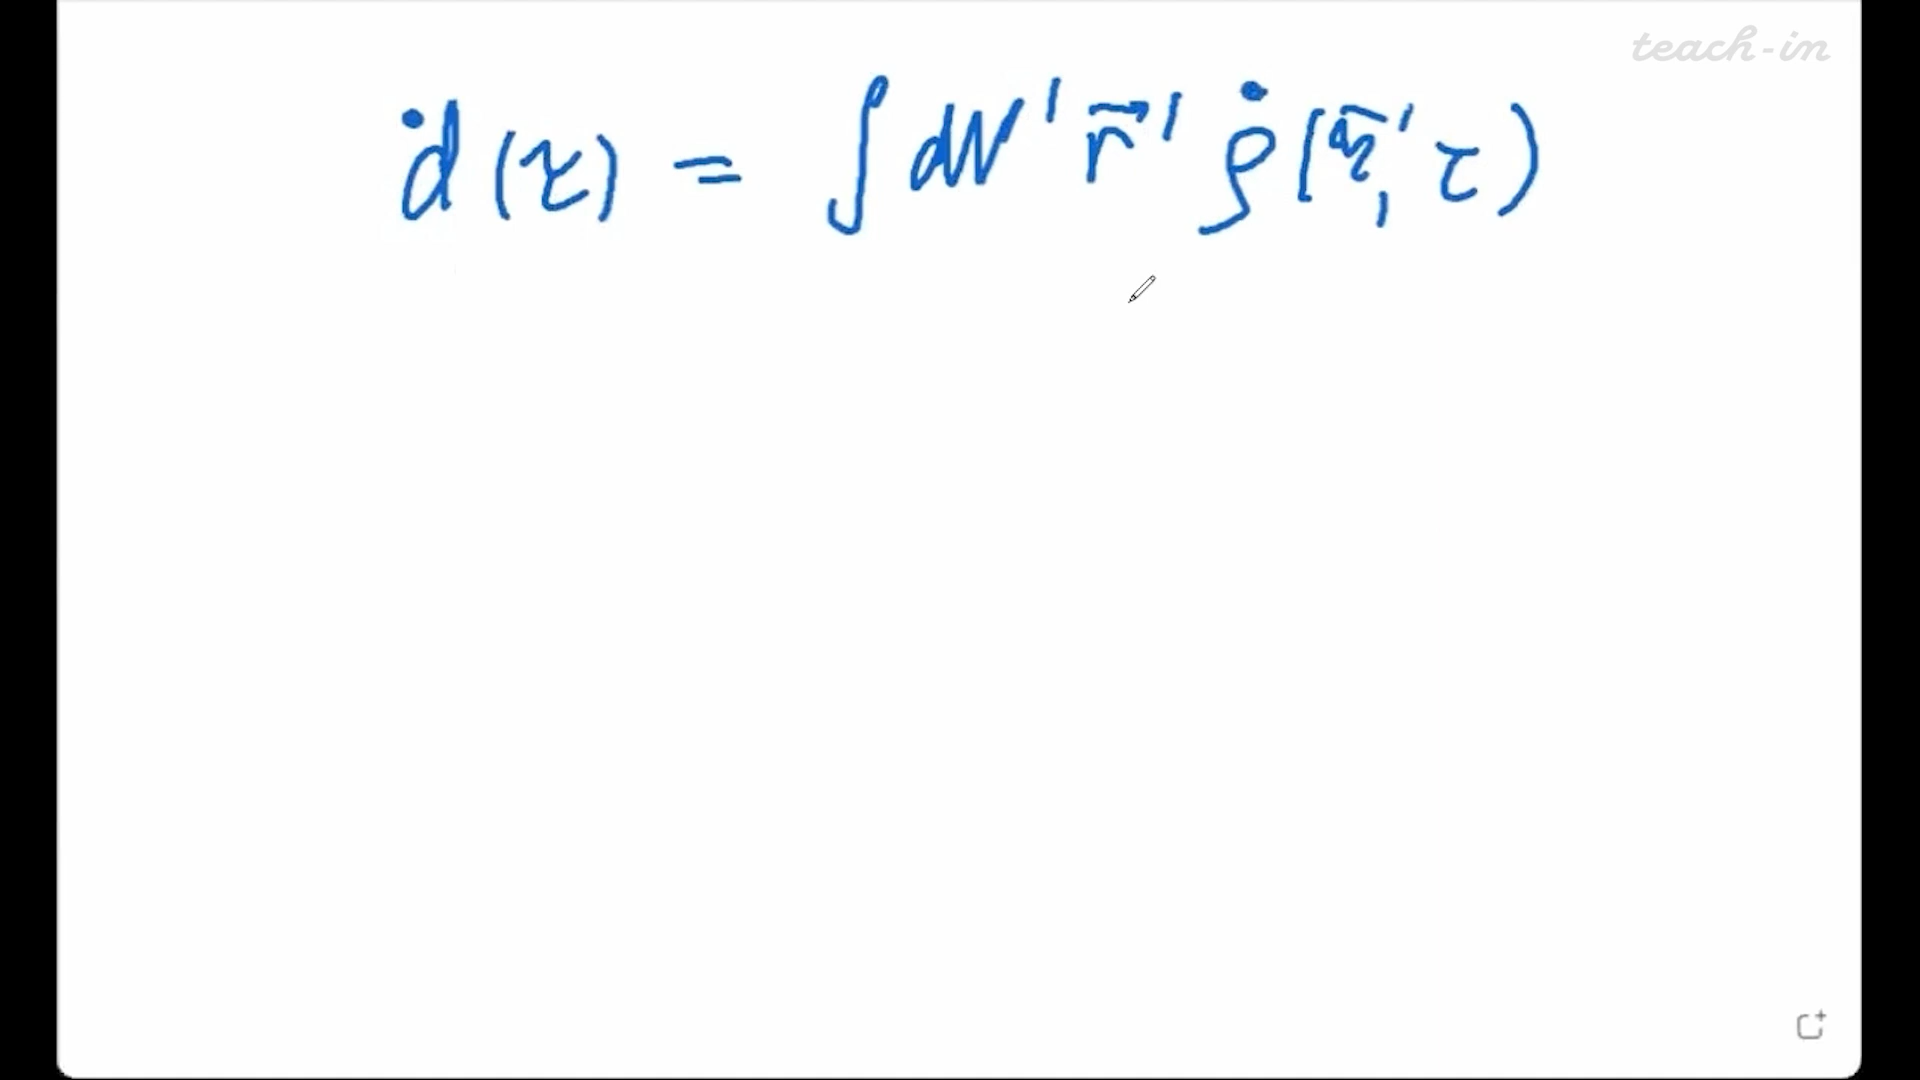 teach-in
ḋ(τ) = ∫dV' r⃗' ρ̇(r⃗', τ)